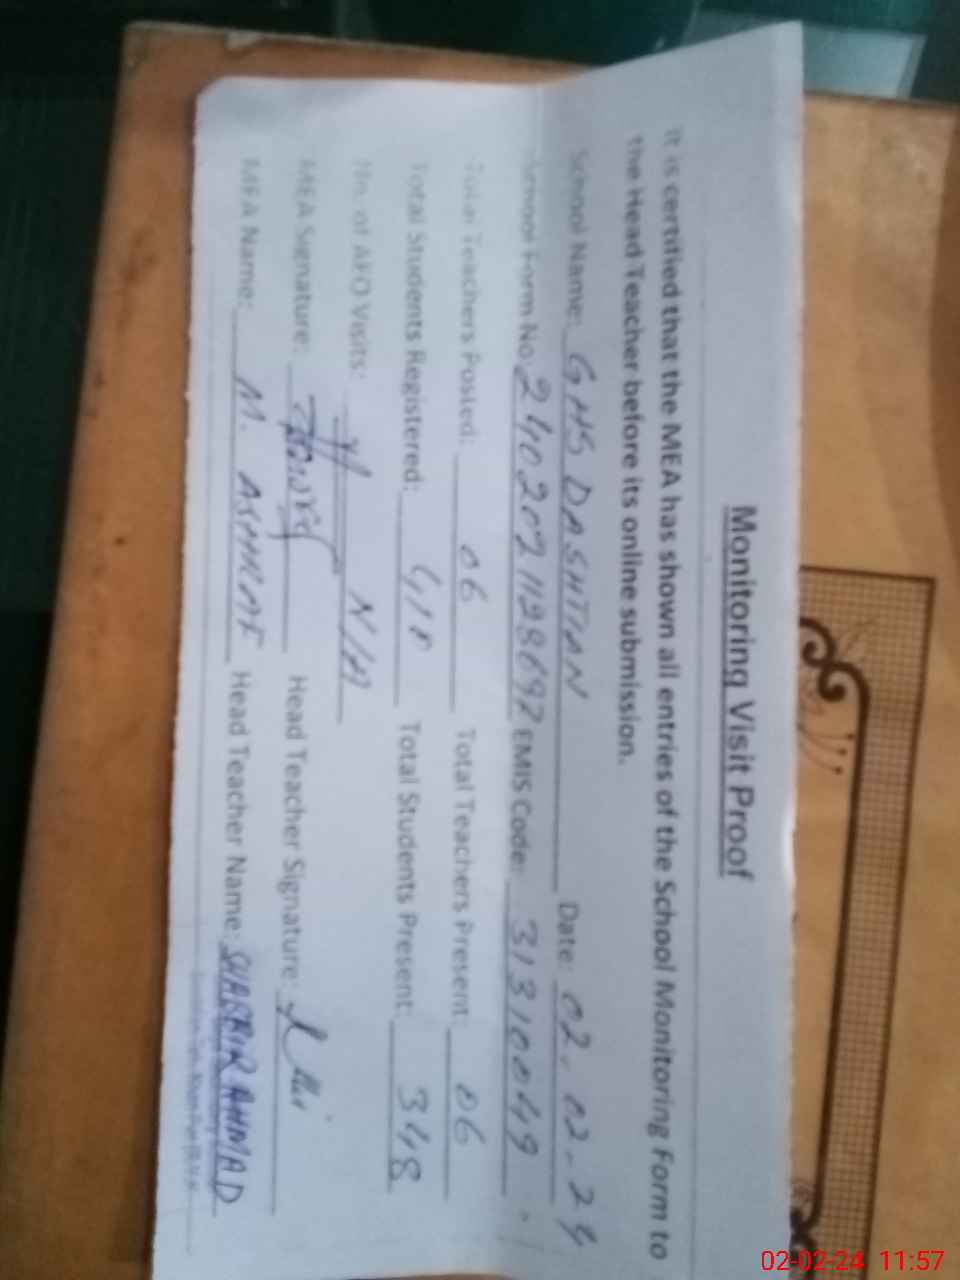 Monitoring Visit Proof
It is certified that the MEA has shown all entries of the School Monitoring Form to
the Head Teacher before its online submission.
School Name: GHS DASHTIAN Date: 02-02-24
School Form No. 2402021198697 EMIS Code: 31310049
Total Teachers Posted: 06 Total Teachers Present: 06
Total Students Registered: 418 Total Students Present: 348
No. of AEO Visits: N/A
MEA Signature: Head Teacher Signature:
MEA Name: M. ASHRAF Head Teacher Name: SHABBIR AHMAD
02-02-24 11:57